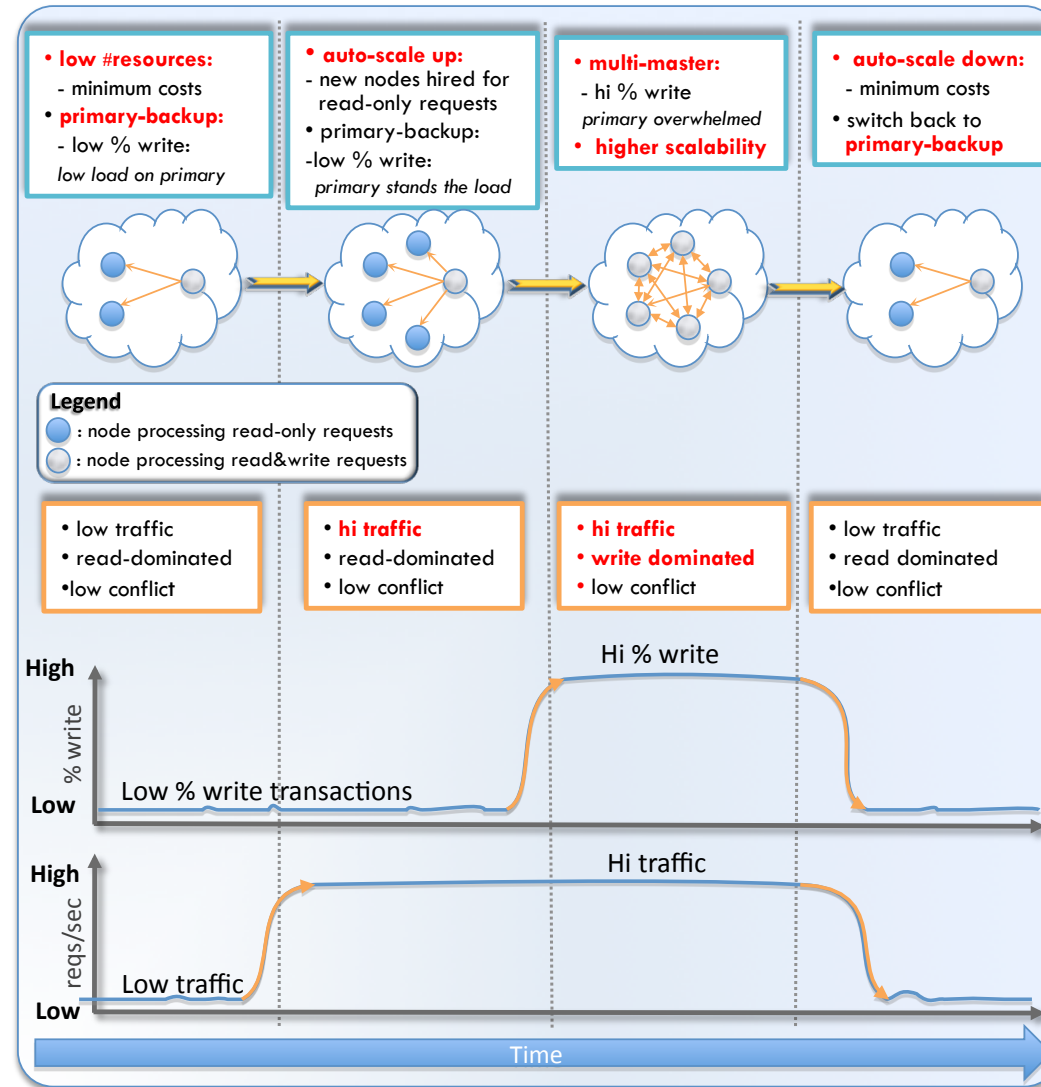 • low #resources:
- minimum costs
• primary-backup:
- low % write:
low load on primary
• auto-scale up:
- new nodes hired for
read-only requests
• primary-backup:
-low % write:
primary stands the load
• multi-master:
- hi % write
primary overwhelmed
• higher scalability
• auto-scale down:
- minimum costs
• switch back to
primary-backup
Legend
: node processing read-only requests
: node processing read&write requests
• low traffic
• read-dominated
•low conflict
• hi traffic
• read-dominated
• low conflict
• hi traffic
• write dominated
• low conflict
• low traffic
• read dominated
•low conflict
High
% write
Low
Low % write transactions
Hi % write
High
reqs/sec
Low
Low traffic
Hi traffic
Time